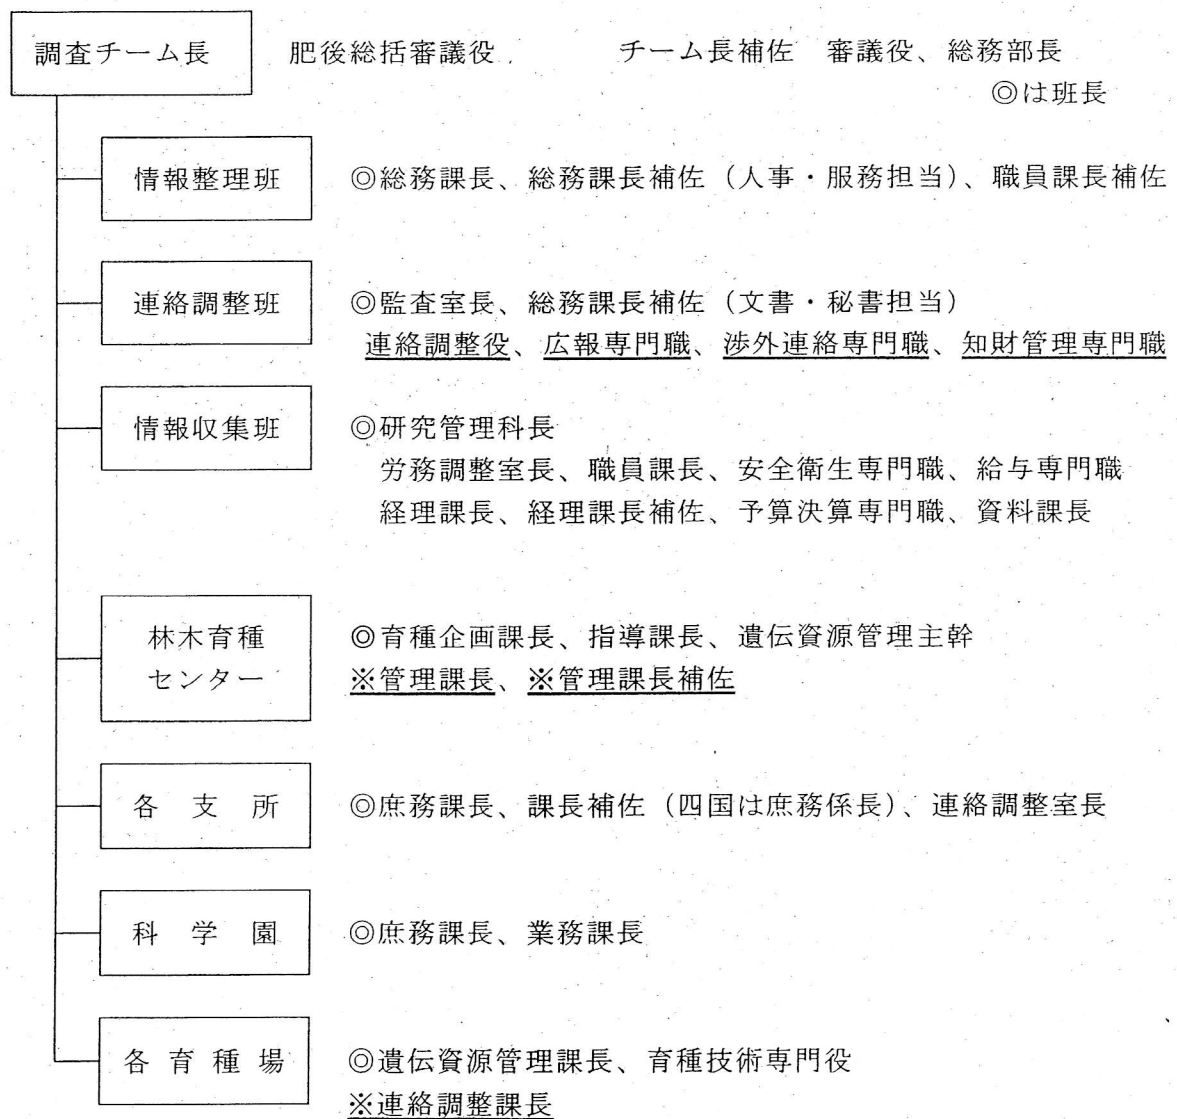 調査チーム長　肥後総括審議役　チーム長補佐　審議役、総務部長
◎は班長
情報整理班　◎総務課長、総務課長補佐（人事・服務担当）、職員課長補佐
連絡調整班　◎監査室長、総務課長補佐（文書・秘書担当）
連絡調整役、広報専門職、渉外連絡専門職、知財管理専門職
情報収集班　◎研究管理科長
労務調整室長、職員課長、安全衛生専門職、給与専門職
経理課長、経理課長補佐、予算決算専門職、資料課長
林木育種　◎育種企画課長、指導課長、遺伝資源管理主幹
センター　※管理課長、※管理課長補佐
各　支　所　◎庶務課長、課長補佐（四国は庶務係長）、連絡調整室長
科　学　園　◎庶務課長、業務課長
各 育 種 場　◎遺伝資源管理課長、育種技術専門役
※連絡調整課長